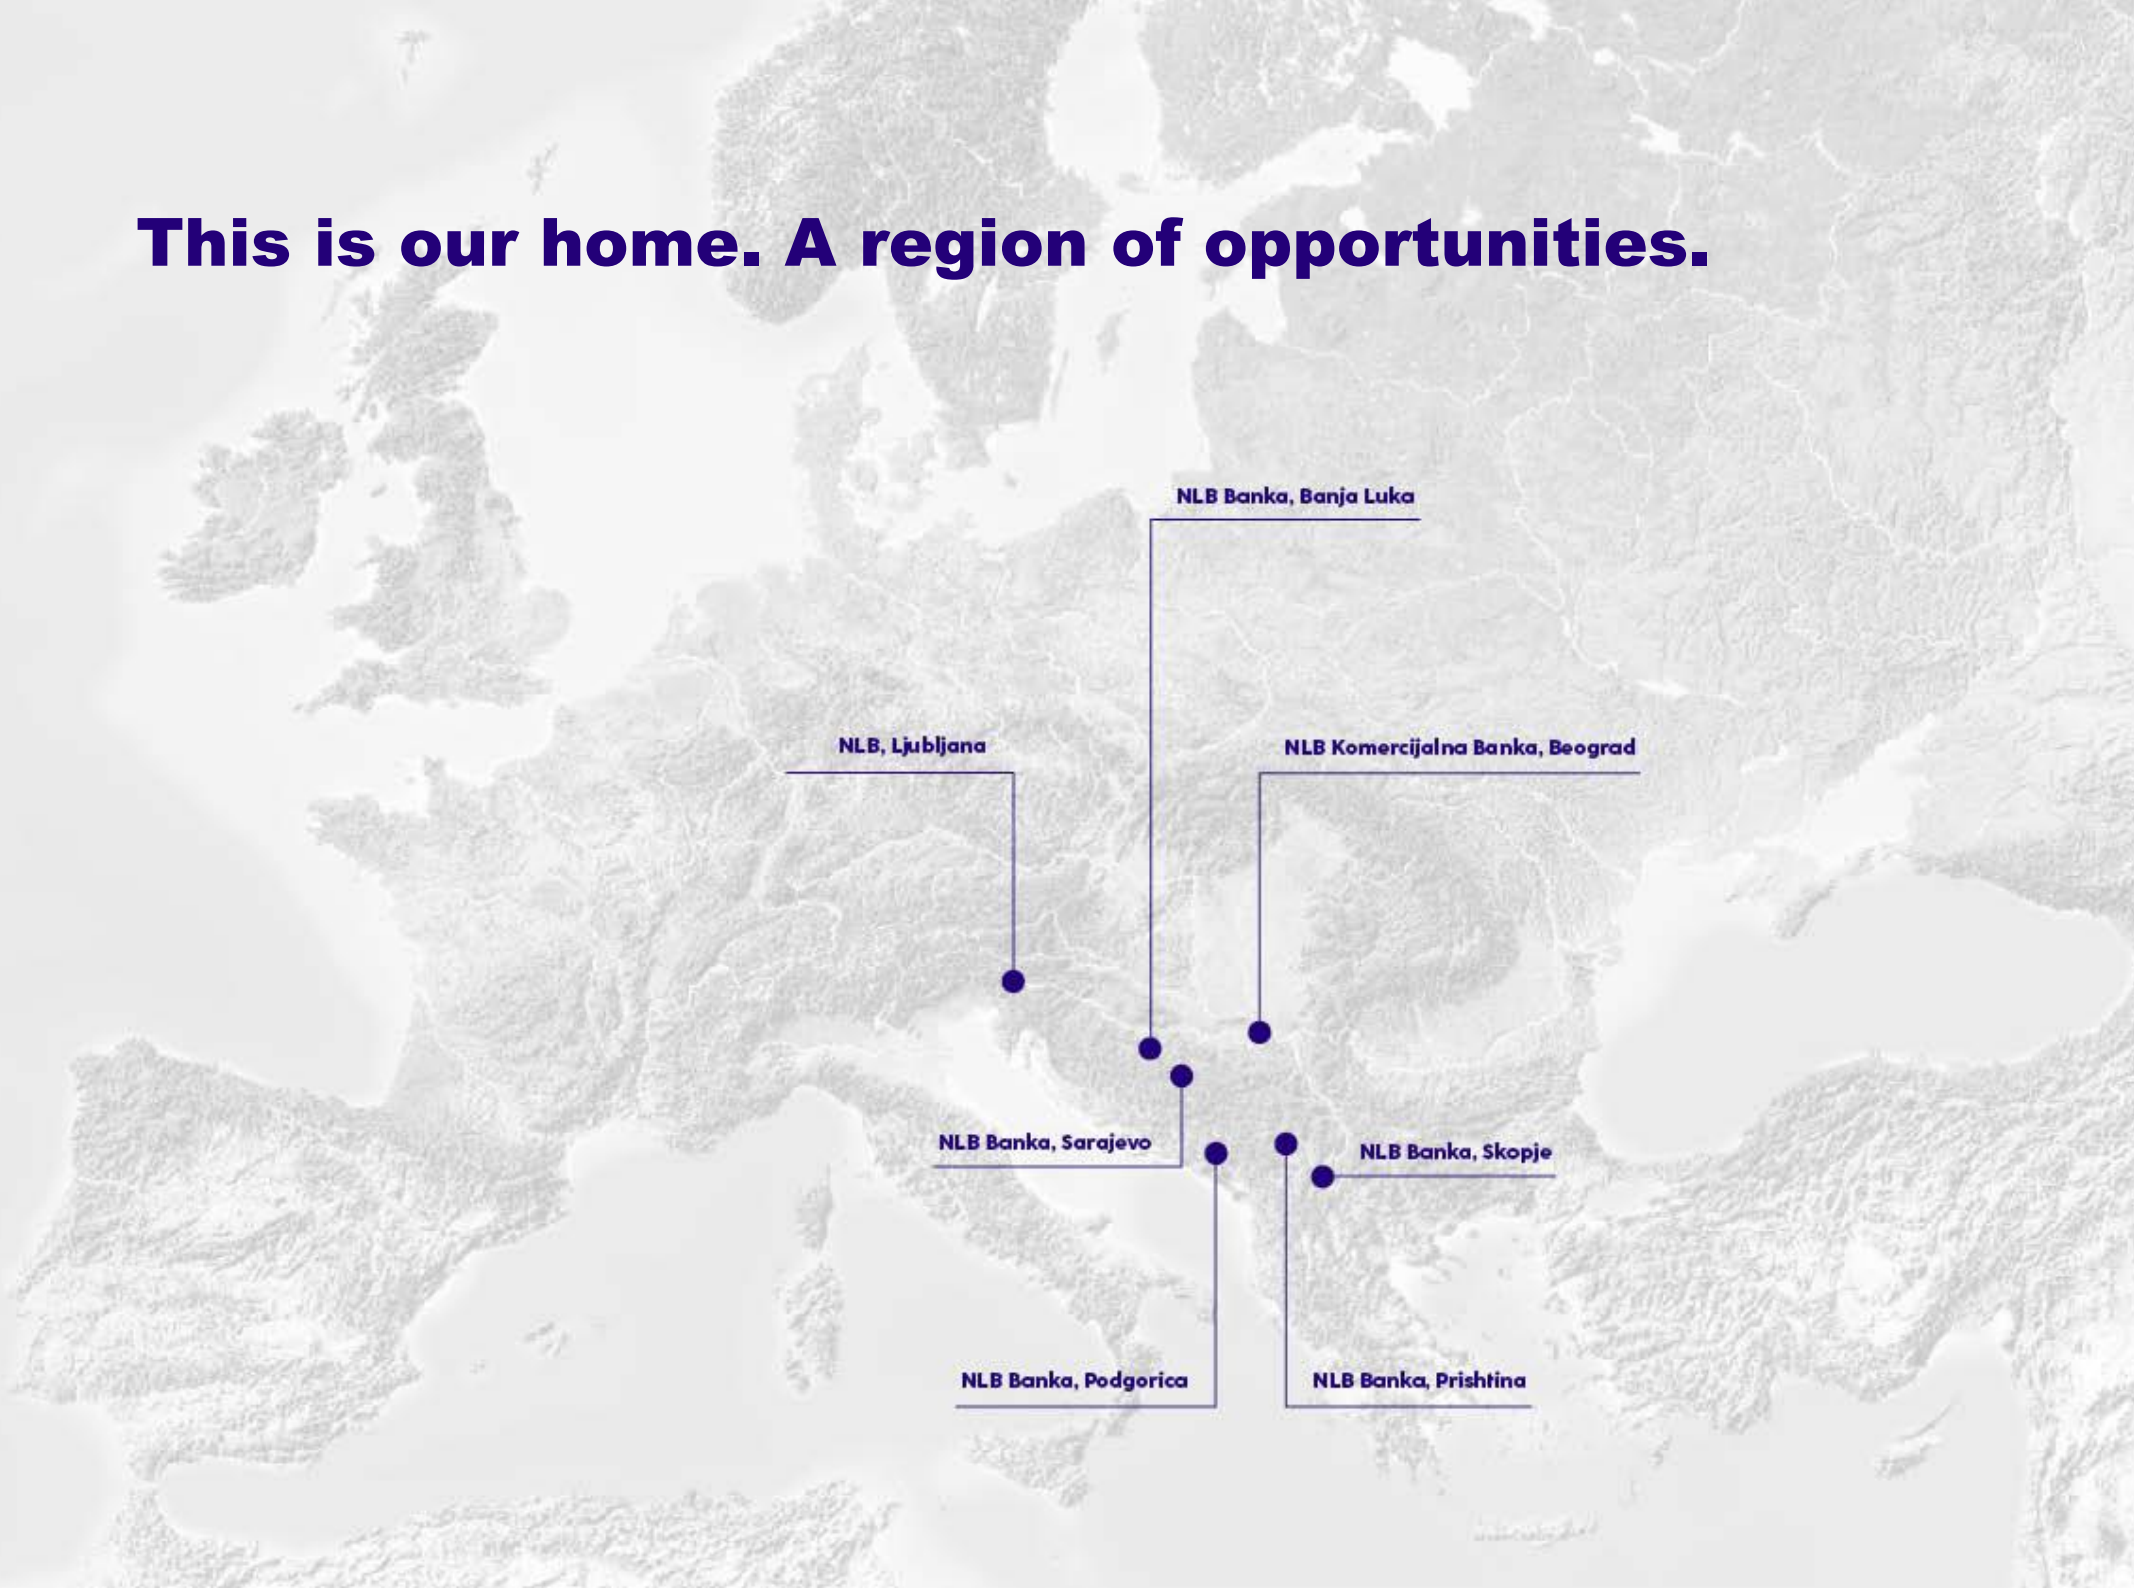 This is our home. A region of opportunities.
NLB Banka, Banja Luka
NLB, Ljubljana
NLB Komercijalna Banka, Beograd
NLB Banka, Sarajevo
NLB Banka, Skopje
NLB Banka, Podgorica
NLB Banka, Prishtina